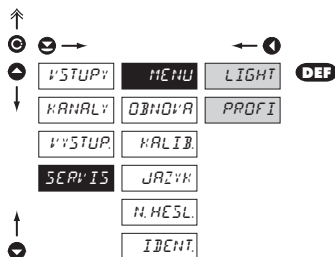 VSTUPY MENU LIGHT DEF
KANALY OBNOVA PROFI
VYSTUP. KALIB.
SERVIS JAZYK
N. HESL.
IDENT.